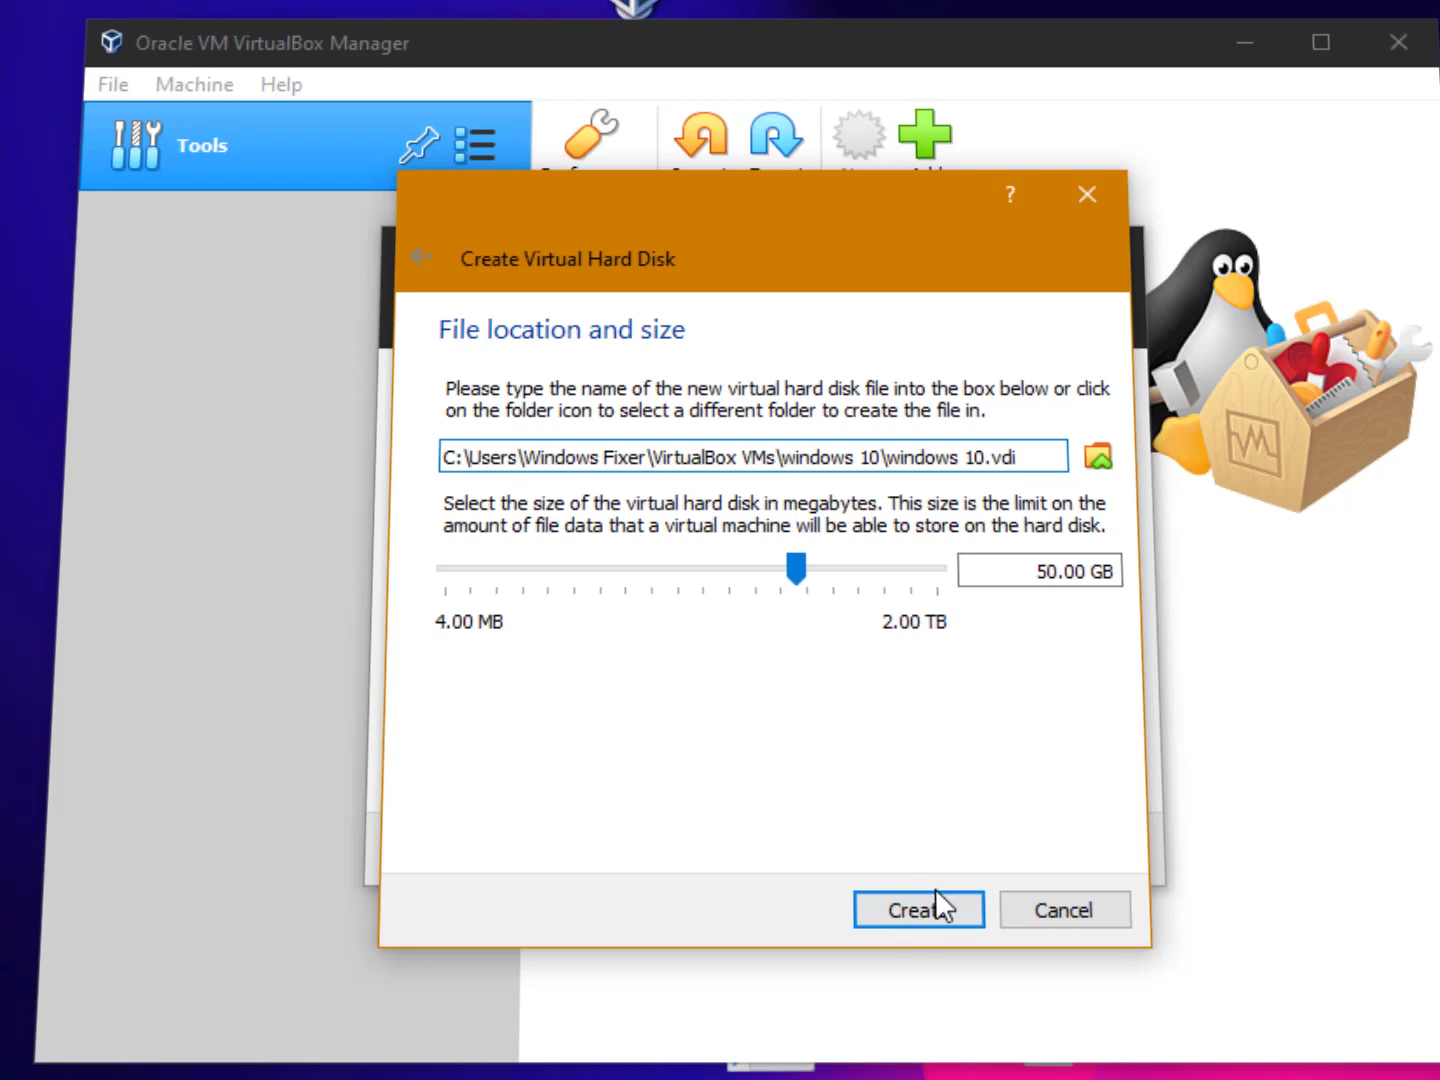 Oracle VM VirtualBox Manager
File Machine Help
Tools
?
Create Virtual Hard Disk
File location and size
Please type the name of the new virtual hard disk file into the box below or click
on the folder icon to select a different folder to create the file in.
C:\Users\Windows Fixer\VirtualBox VMs\windows 10\windows 10.vdi
Select the size of the virtual hard disk in megabytes. This size is the limit on the
amount of file data that a virtual machine will be able to store on the hard disk.
50.00 GB
4.00 MB 2.00 TB
Create Cancel